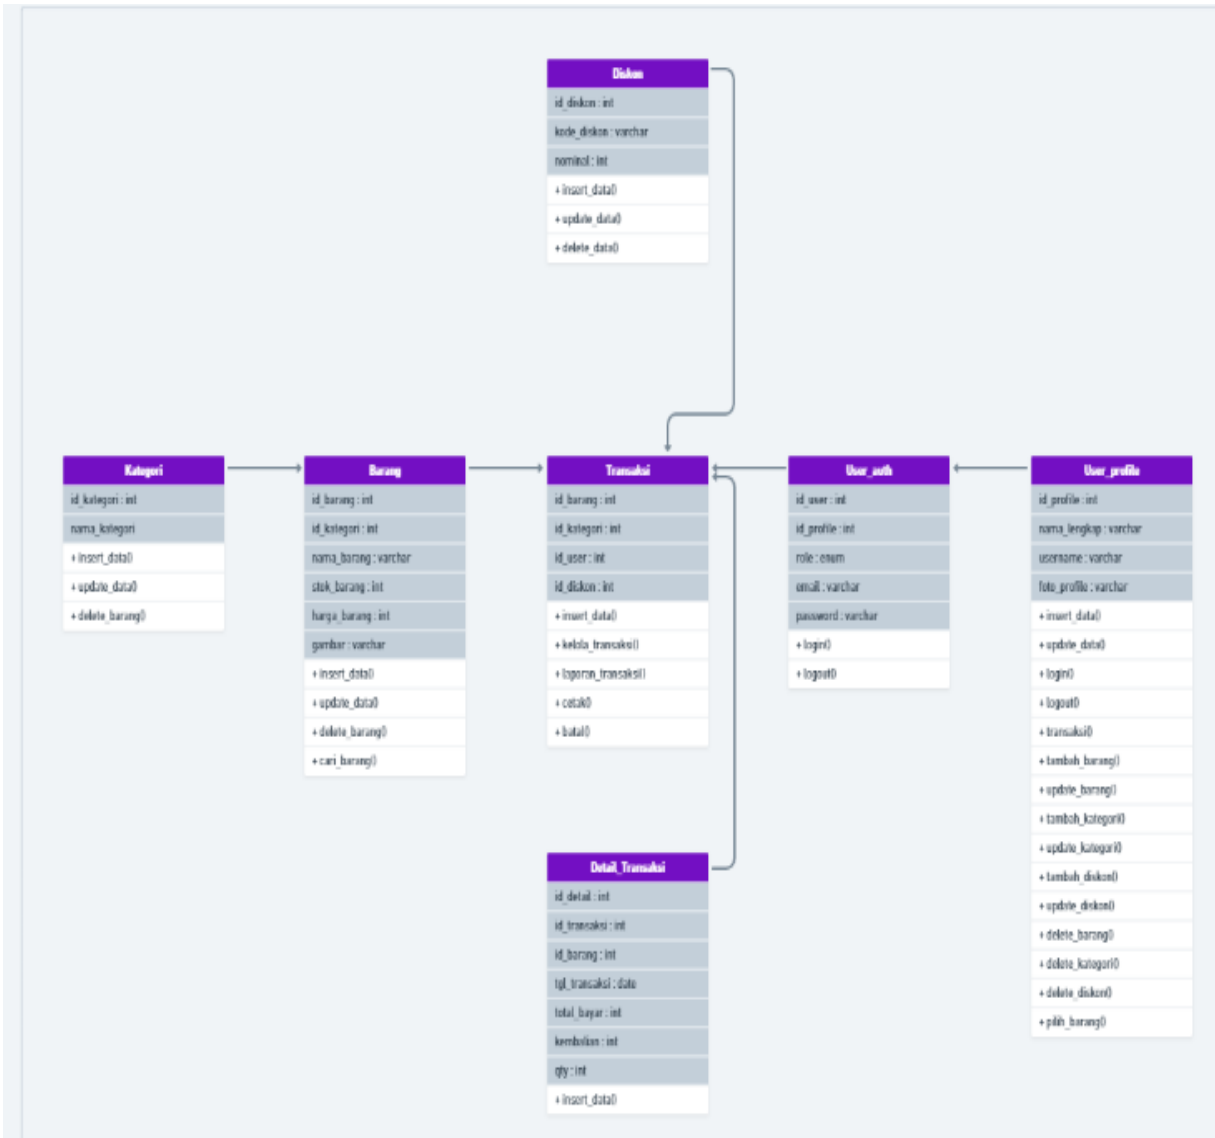 Diskon
id_diskon : int
kode_diskon : varchar
nominal : int
+ insert_data()
+ update_data()
+ delete_data()
Kategori
id_kategori : int
nama_kategori
+ insert_data()
+ update_data()
+ delete_barang()
Barang
id_barang : int
id_kategori : int
nama_barang : varchar
stok_barang : int
harga_barang : int
gambar : varchar
+ insert_data()
+ update_data()
+ delete_barang()
+ cari_barang()
Transaksi
id_barang : int
id_kategori : int
id_user : int
id_diskon : int
+ insert_data()
+ kelola_transaksi()
+ laporan_transaksi()
+ cetak()
+ batal()
User_auth
id_user : int
id_profile : int
role : enum
email : varchar
password : varchar
+ login()
+ logout()
User_profile
id_profile : int
nama_lengkap : varchar
username : varchar
foto_profile : varchar
+ insert_data()
+ update_data()
+ login()
+ logout()
+ transaksi()
+ tambah_barang()
+ update_barang()
+ tambah_kategori()
+ update_kategori()
+ tambah_diskon()
+ update_diskon()
+ delete_barang()
+ delete_kategori()
+ delete_diskon()
+ pilih_barang()
Detail_Transaksi
id_detail : int
id_transaksi : int
id_barang : int
tgl_transaksi : date
total_bayar : int
kembalian : int
qty : int
+ insert_data()